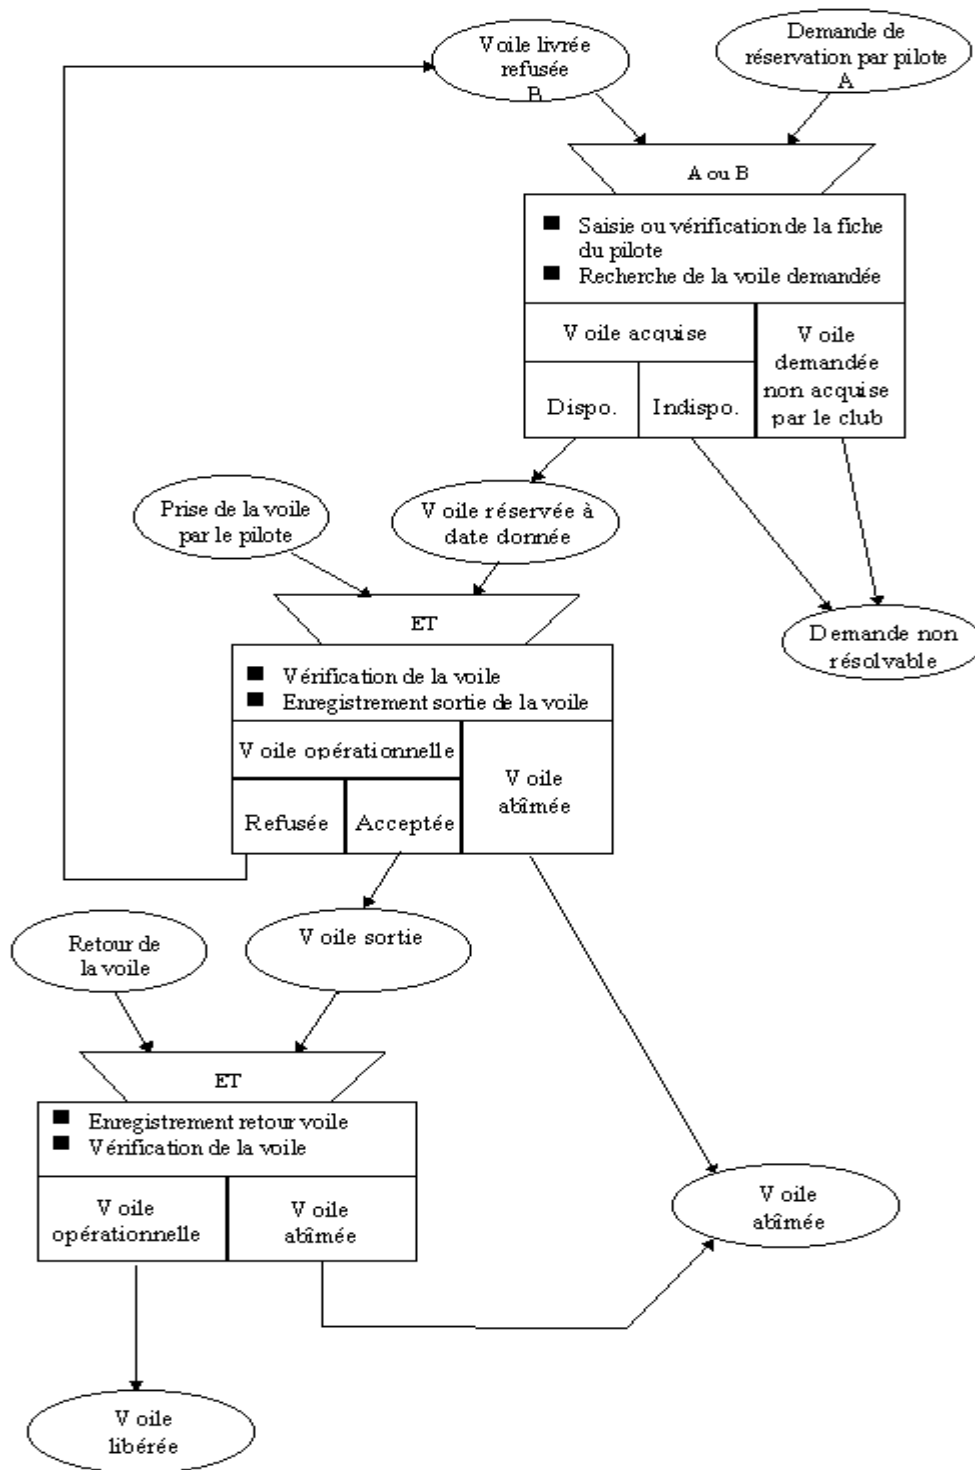 Voile livrée
refusée
B
Demande de
réservation par pilote
A
A ou B
Saisie ou vérification de la fiche
du pilote
Recherche de la voile demandée
Voile acquise
Voile
demandée
non acquise
par le club
Dispo.
Indispo.
Prise de la voile
par le pilote
Voile réservée à
date donnée
Demande non
résolvable
ET
Vérification de la voile
Enregistrement sortie de la voile
Voile opérationnelle
Voile
abîmée
Refusée
Acceptée
Retour de
la voile
Voile sortie
ET
Enregistrement retour voile
Vérification de la voile
Voile
opérationnelle
Voile
abîmée
Voile
abîmée
Voile
libérée